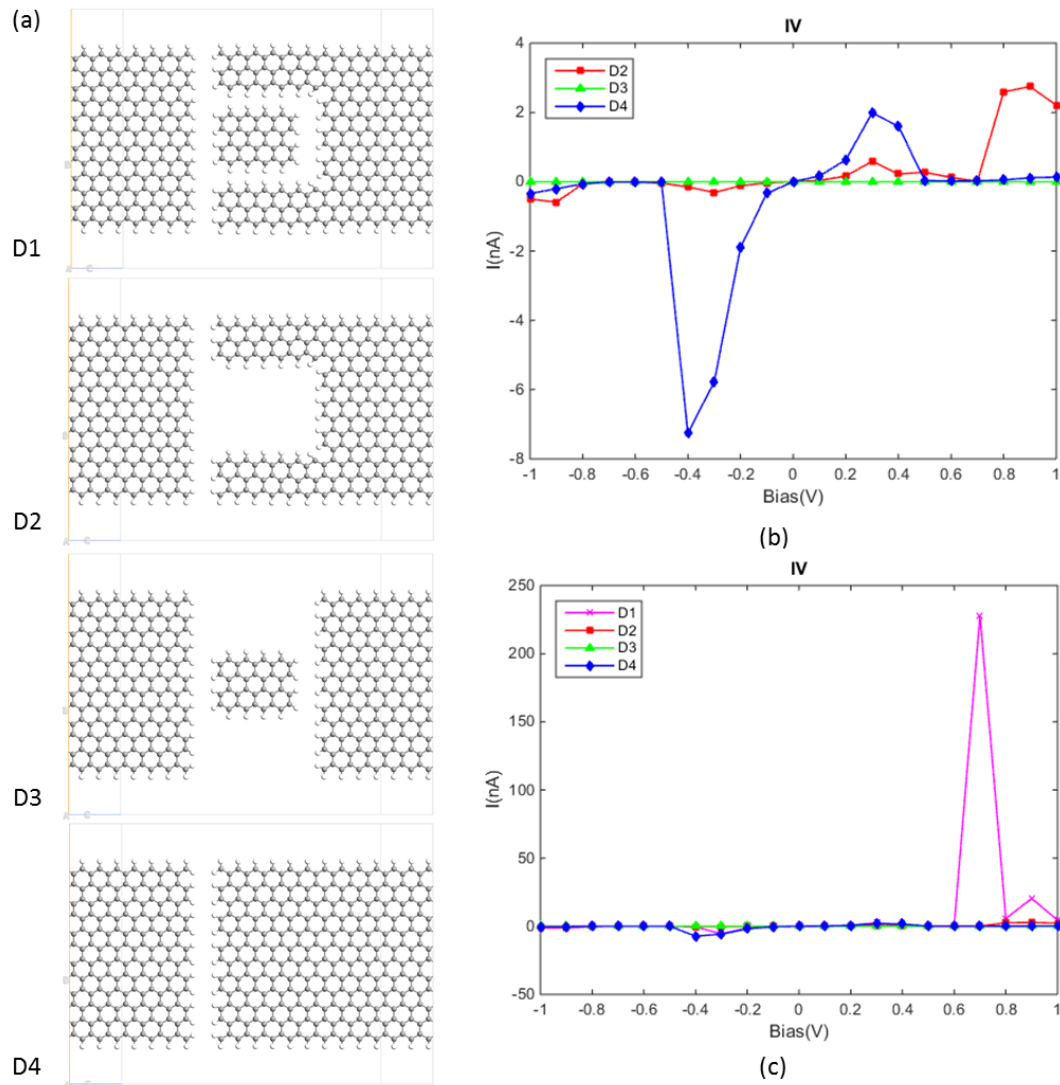 (a)
D1
D2
D3
D4
IV
D2
D3
D4
4
2
0
-2
-4
-6
-8
I(nA)
-1 -0.8 -0.6 -0.4 -0.2 0 0.2 0.4 0.6 0.8 1
Bias(V)
(b)
IV
D1
D2
D3
D4
250
200
150
100
50
0
-50
I(nA)
-1 -0.8 -0.6 -0.4 -0.2 0 0.2 0.4 0.6 0.8 1
Bias(V)
(c)